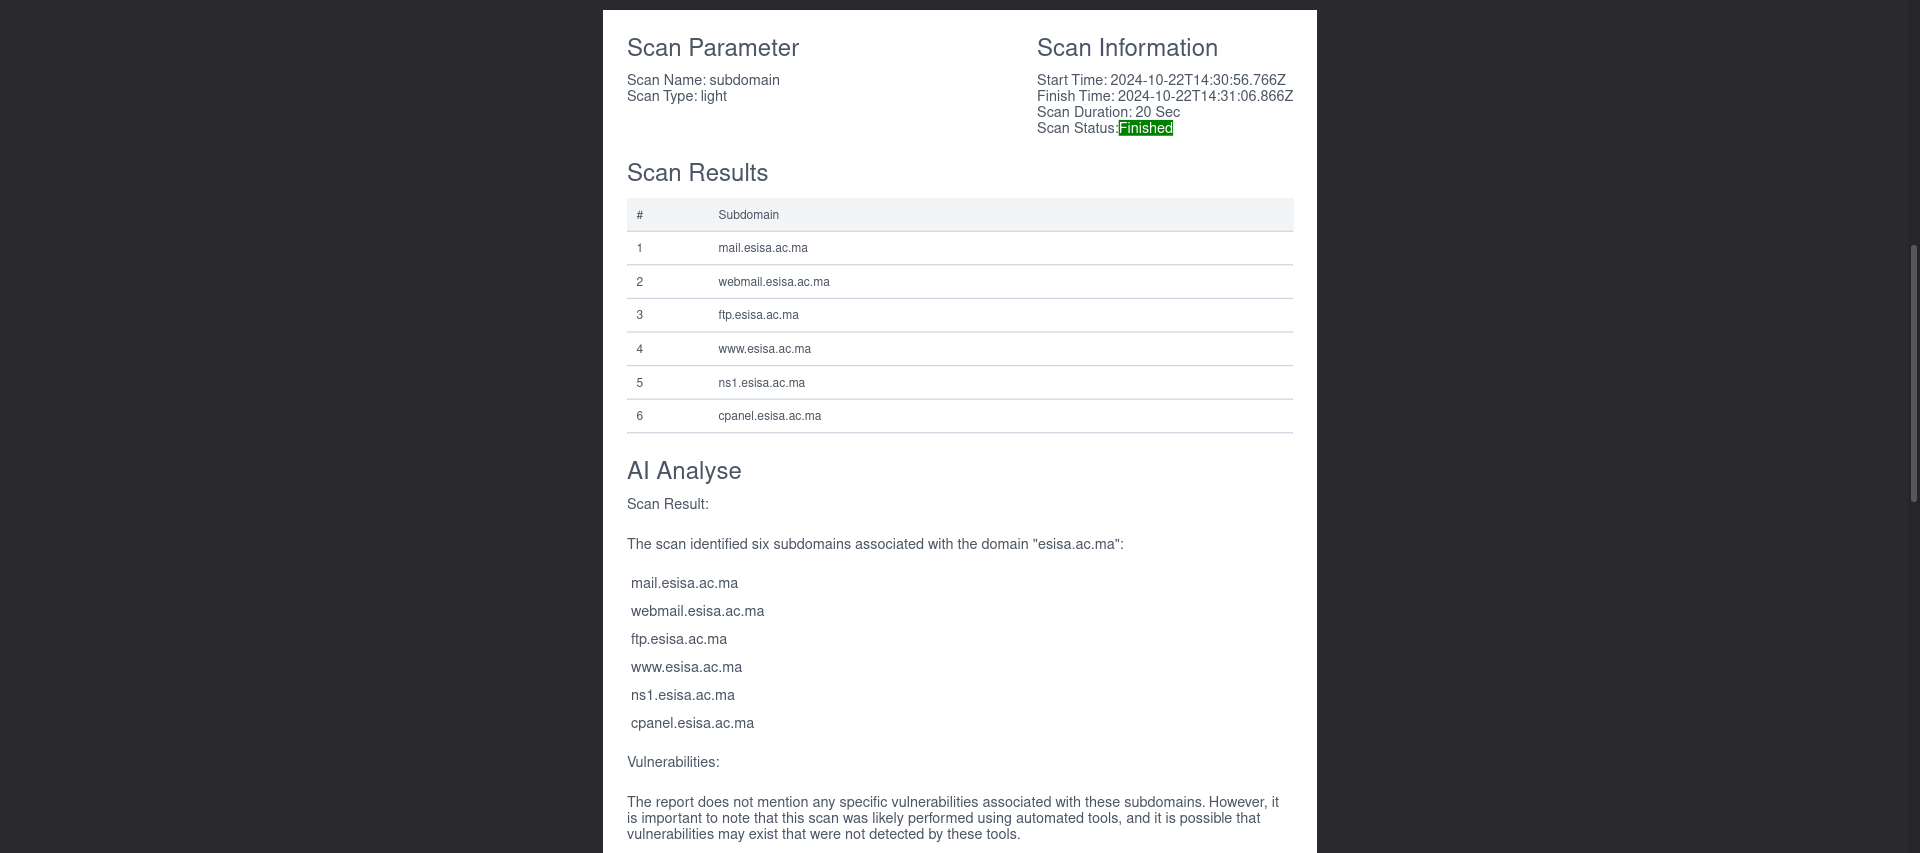 Scan Parameter
Scan Name: subdomain
Scan Type: light
Scan Information
Start Time: 2024-10-22T14:30:56.766Z
Finish Time: 2024-10-22T14:31:06.866Z
Scan Duration: 20 Sec
Scan Status:Finished
Scan Results
# Subdomain
1 mail.esisa.ac.ma
2 webmail.esisa.ac.ma
3 ftp.esisa.ac.ma
4 www.esisa.ac.ma
5 ns1.esisa.ac.ma
6 cpanel.esisa.ac.ma
AI Analyse
Scan Result:
The scan identified six subdomains associated with the domain "esisa.ac.ma":
mail.esisa.ac.ma
webmail.esisa.ac.ma
ftp.esisa.ac.ma
www.esisa.ac.ma
ns1.esisa.ac.ma
cpanel.esisa.ac.ma
Vulnerabilities:
The report does not mention any specific vulnerabilities associated with these subdomains. However, it
is important to note that this scan was likely performed using automated tools, and it is possible that
vulnerabilities may exist that were not detected by these tools.